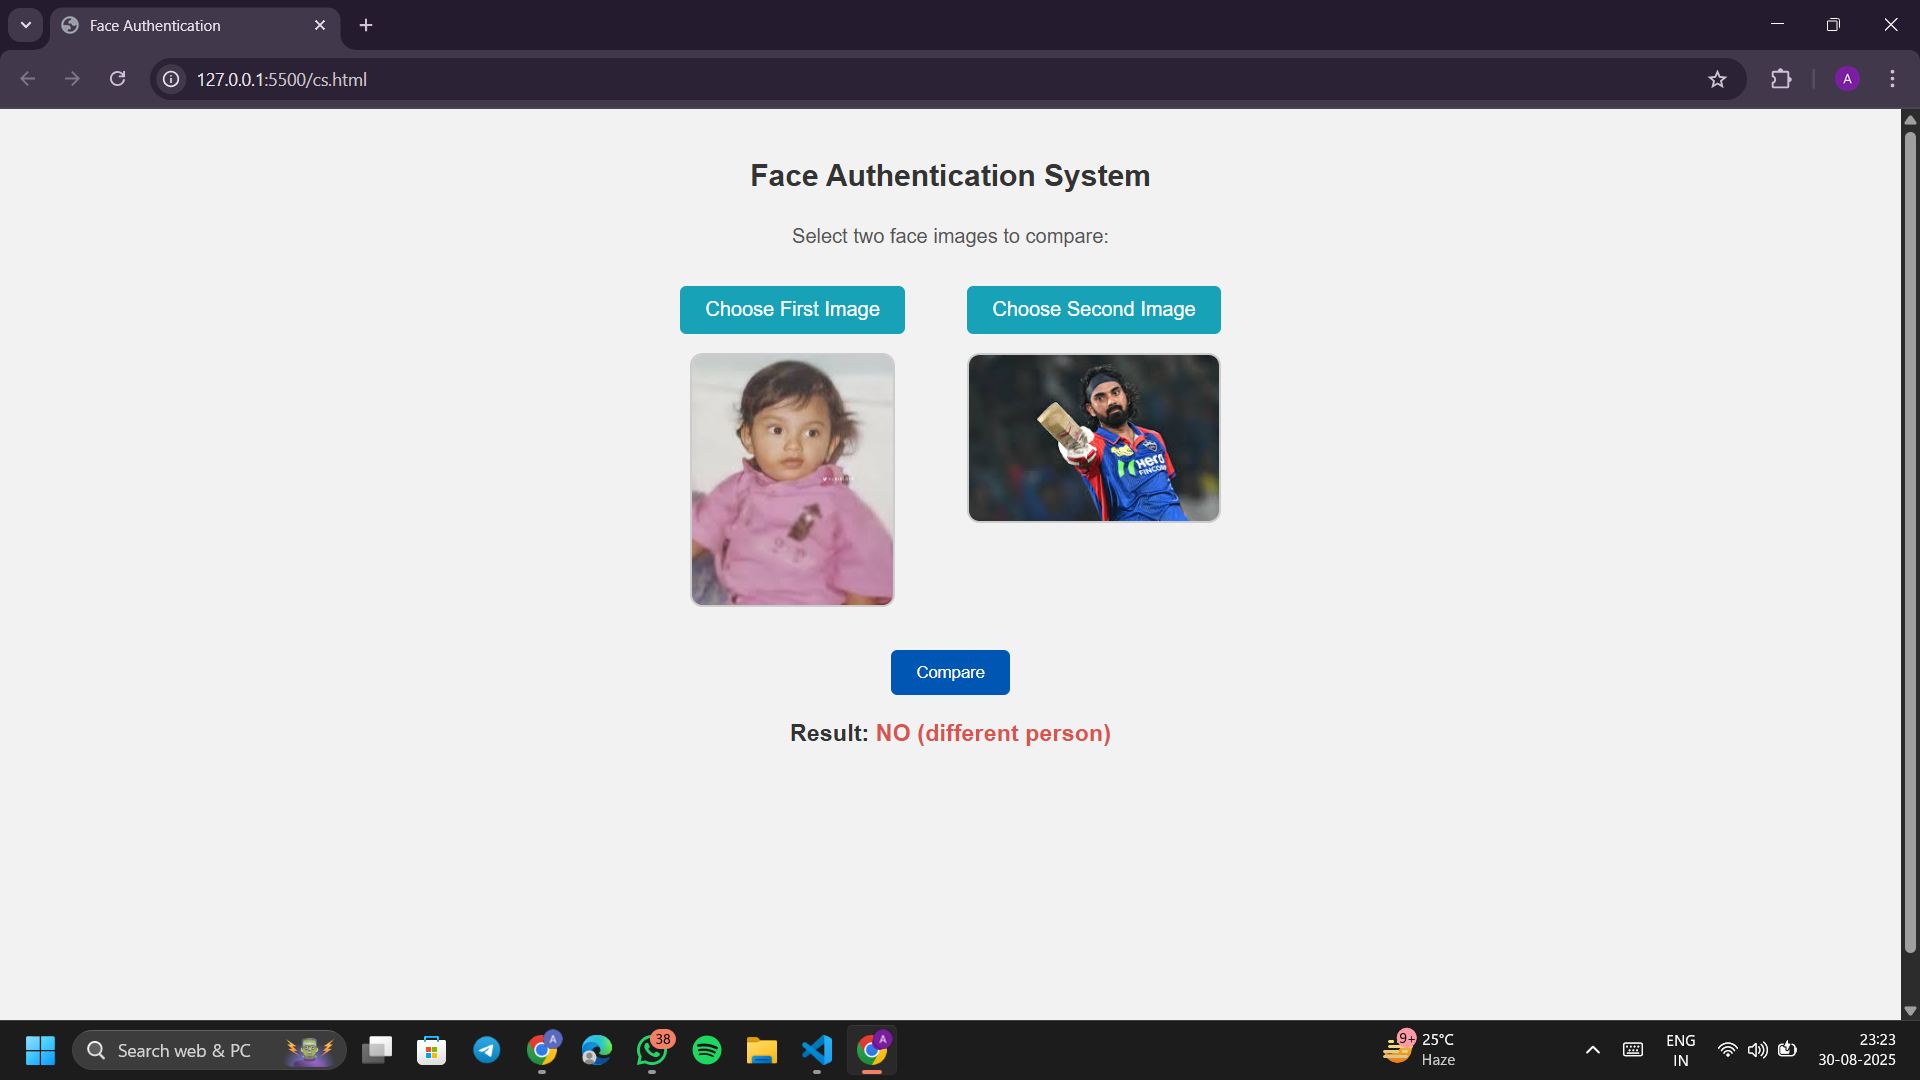 Face Authentication
127.0.0.1:5500/cs.html
A
Face Authentication System
Select two face images to compare:
Choose First Image
Choose Second Image
Hero
FINCORP
Compare
Result: NO (different person)
Search web & PC
A
38
A
9+
25°C
Haze
ENG
IN
23:23
30-08-2025